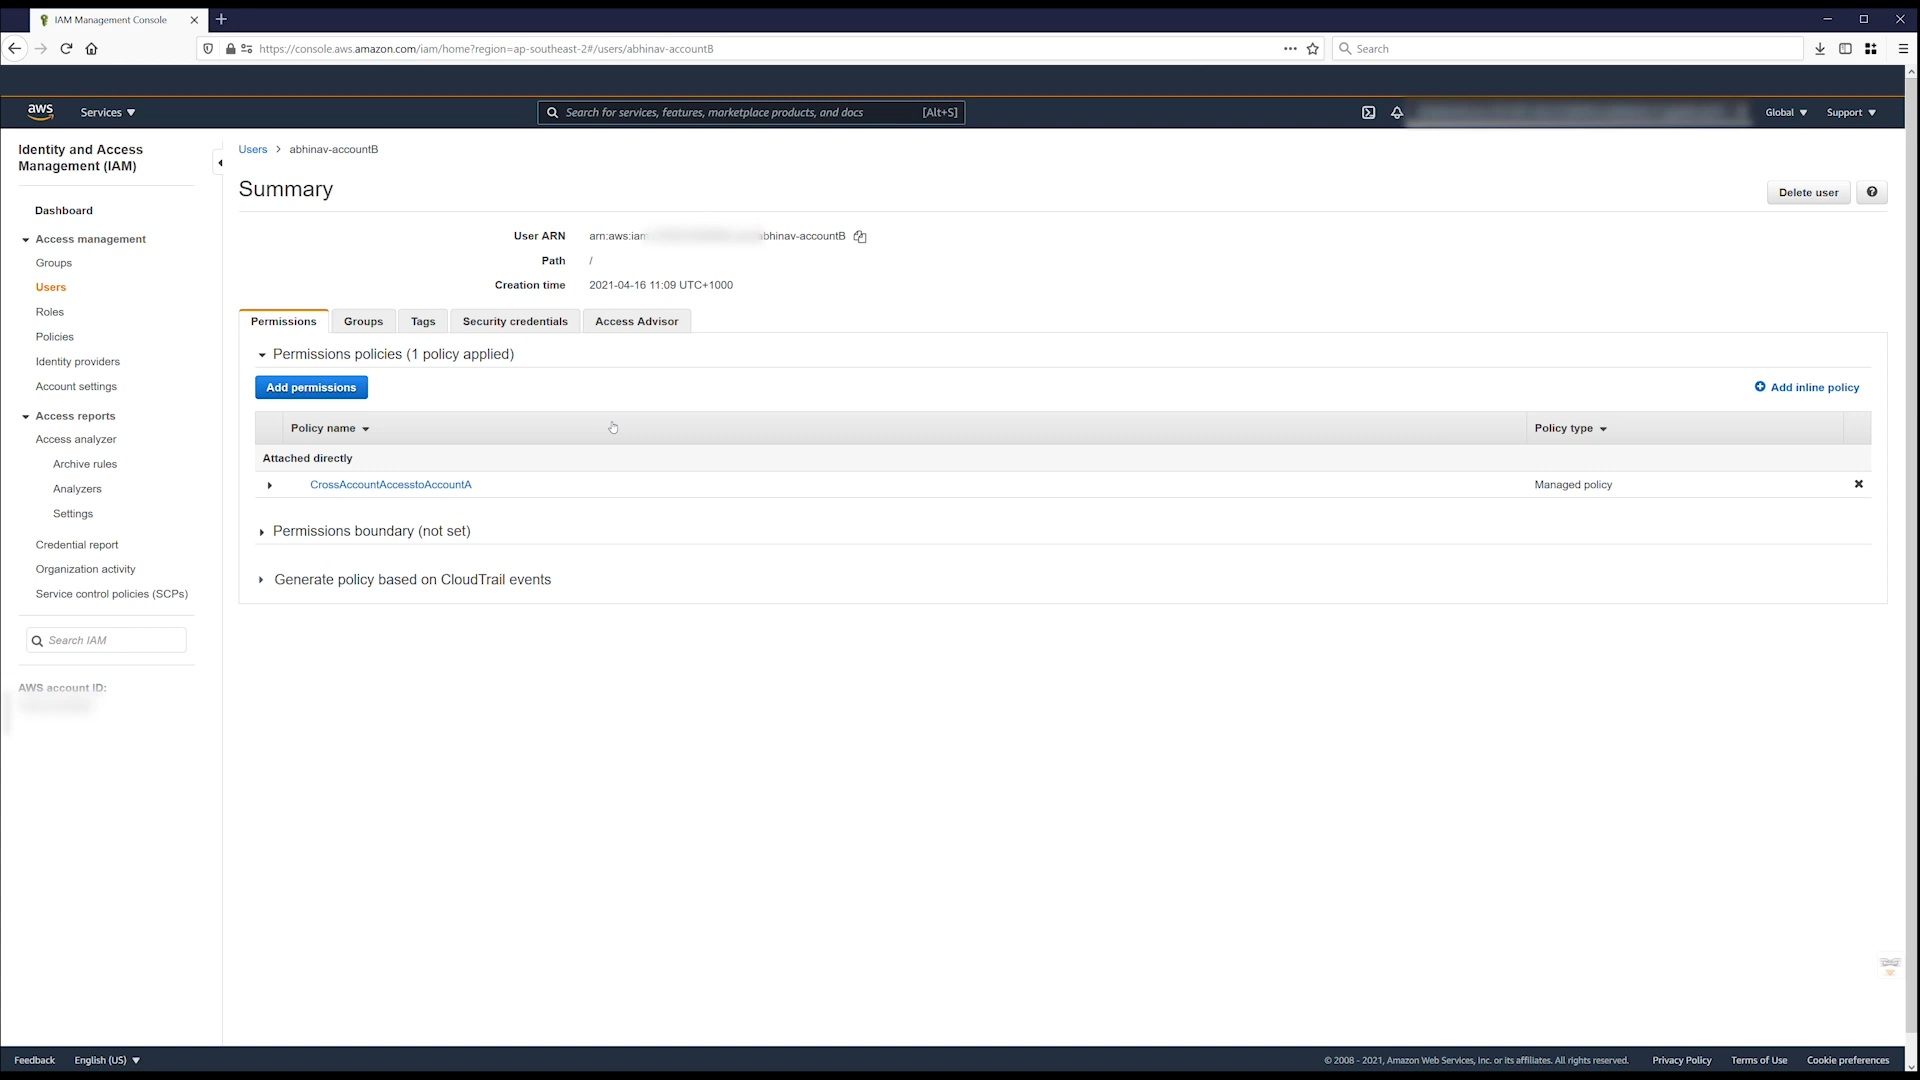 IAM Management Console
https://console.aws.amazon.com/iam/home?region=ap-southeast-2#/users/abhinav-accountB
Search
aws
Services
Search for services, features, marketplace products, and docs
[Alt+S]
Global
Support
Identity and Access
Management (IAM)
Dashboard
Access management
Groups
Users
Roles
Policies
Identity providers
Account settings
Access reports
Access analyzer
Archive rules
Analyzers
Settings
Credential report
Organization activity
Service control policies (SCPs)
Search IAM
AWS account ID:
Users > abhinav-accountB
Summary
Delete user
User ARN arn:aws:iam bhinav-accountB
Path /
Creation time 2021-04-16 11:09 UTC+1000
Permissions
Groups
Tags
Security credentials
Access Advisor
Permissions policies (1 policy applied)
Add permissions
Add inline policy
Policy name
Policy type
Attached directly
CrossAccountAccesstoAccountA
Managed policy
Permissions boundary (not set)
Generate policy based on CloudTrail events
Feedback
English (US)
© 2008 - 2021, Amazon Web Services, Inc. or its affiliates. All rights reserved.
Privacy Policy
Terms of Use
Cookie preferences